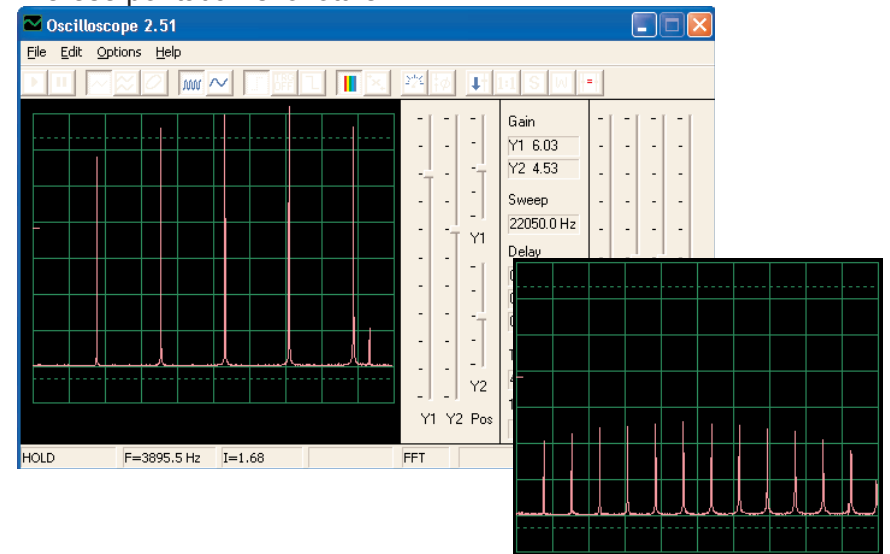 Oscilloscope 2.51
File Edit Options Help
Gain
Y1 6.03
Y2 4.53
Sweep
22050.0 Hz
Delay
Y1
Y2
Y1 Y2 Pos
HOLD F=3895.5 Hz I=1.68 FFT